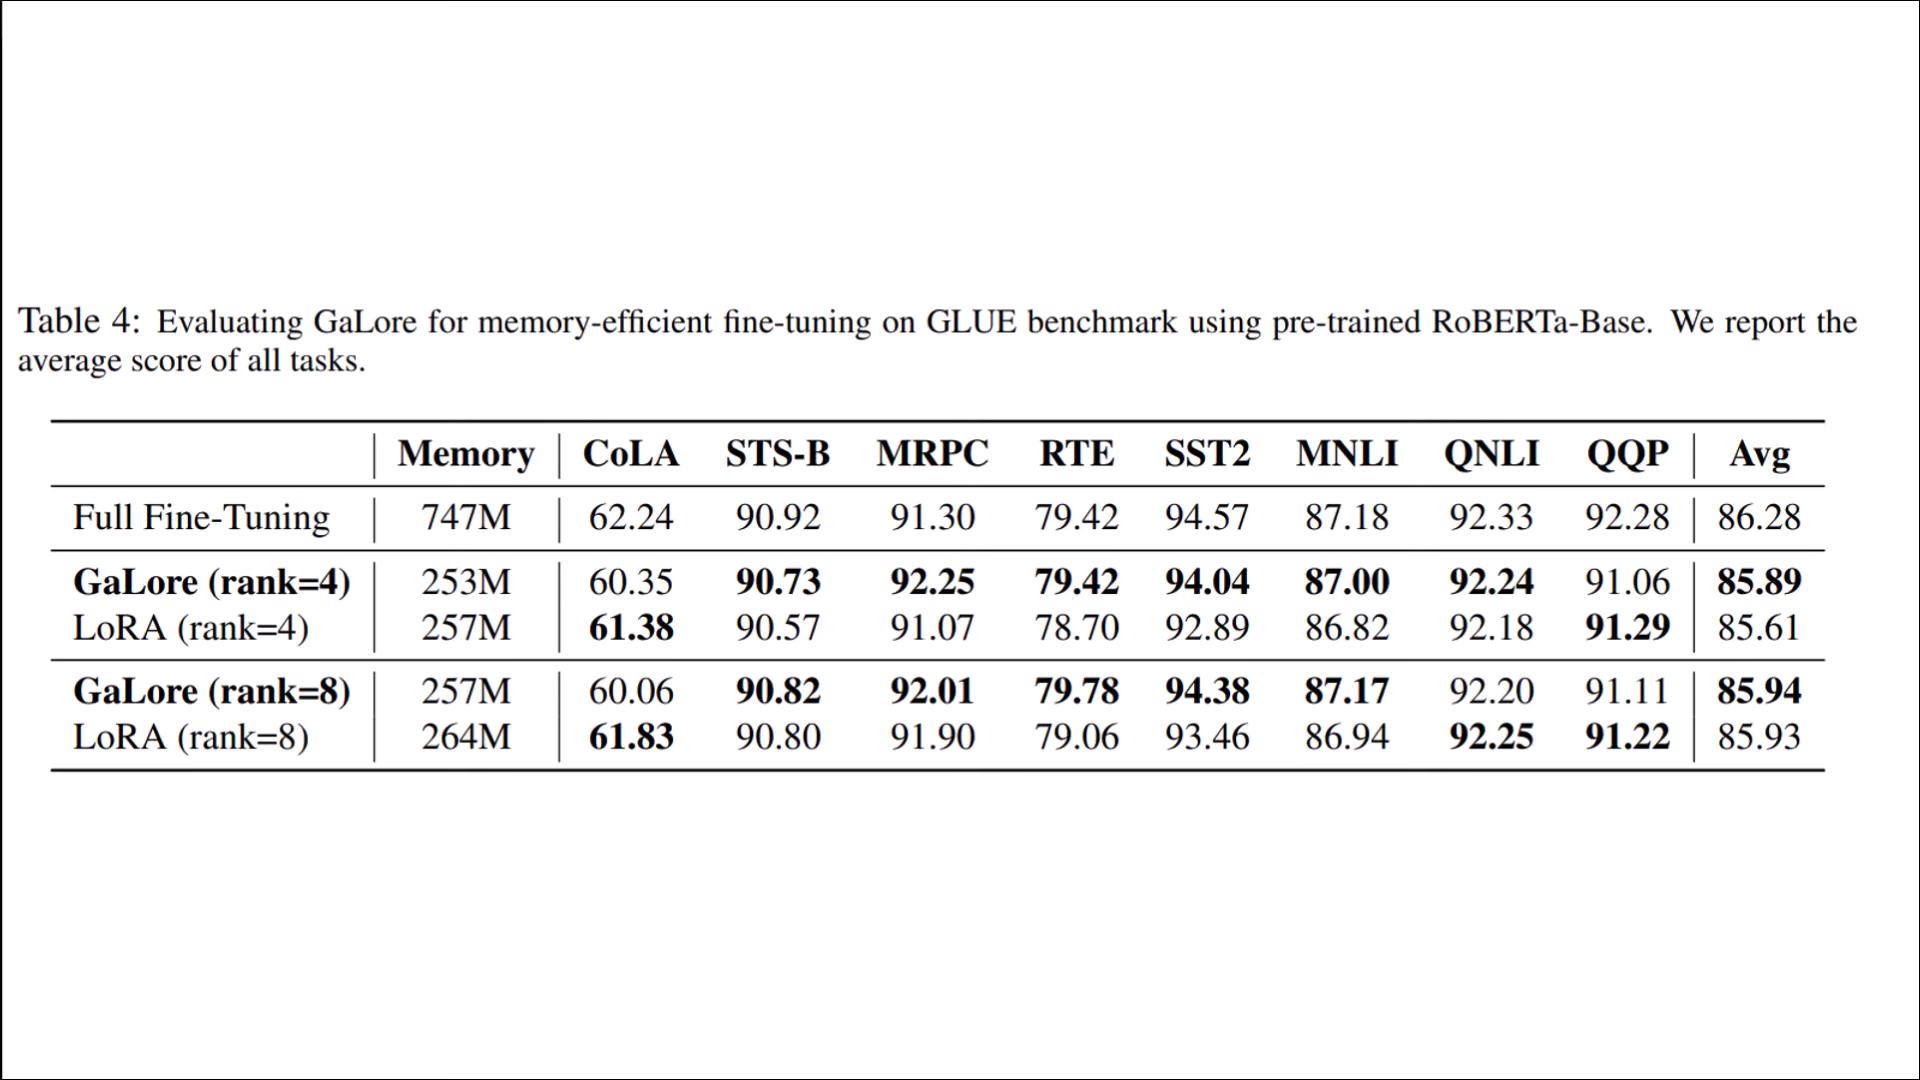 Table 4: Evaluating GaLore for memory-efficient fine-tuning on GLUE benchmark using pre-trained RoBERTa-Base. We report the
average score of all tasks.
Memory CoLA STS-B MRPC RTE SST2 MNLI QNLI QQP Avg
Full Fine-Tuning 747M 62.24 90.92 91.30 79.42 94.57 87.18 92.33 92.28 86.28
GaLore (rank=4) 253M 60.35 90.73 92.25 79.42 94.04 87.00 92.24 91.06 85.89
LoRA (rank=4) 257M 61.38 90.57 91.07 78.70 92.89 86.82 92.18 91.29 85.61
GaLore (rank=8) 257M 60.06 90.82 92.01 79.78 94.38 87.17 92.20 91.11 85.94
LoRA (rank=8) 264M 61.83 90.80 91.90 79.06 93.46 86.94 92.25 91.22 85.93